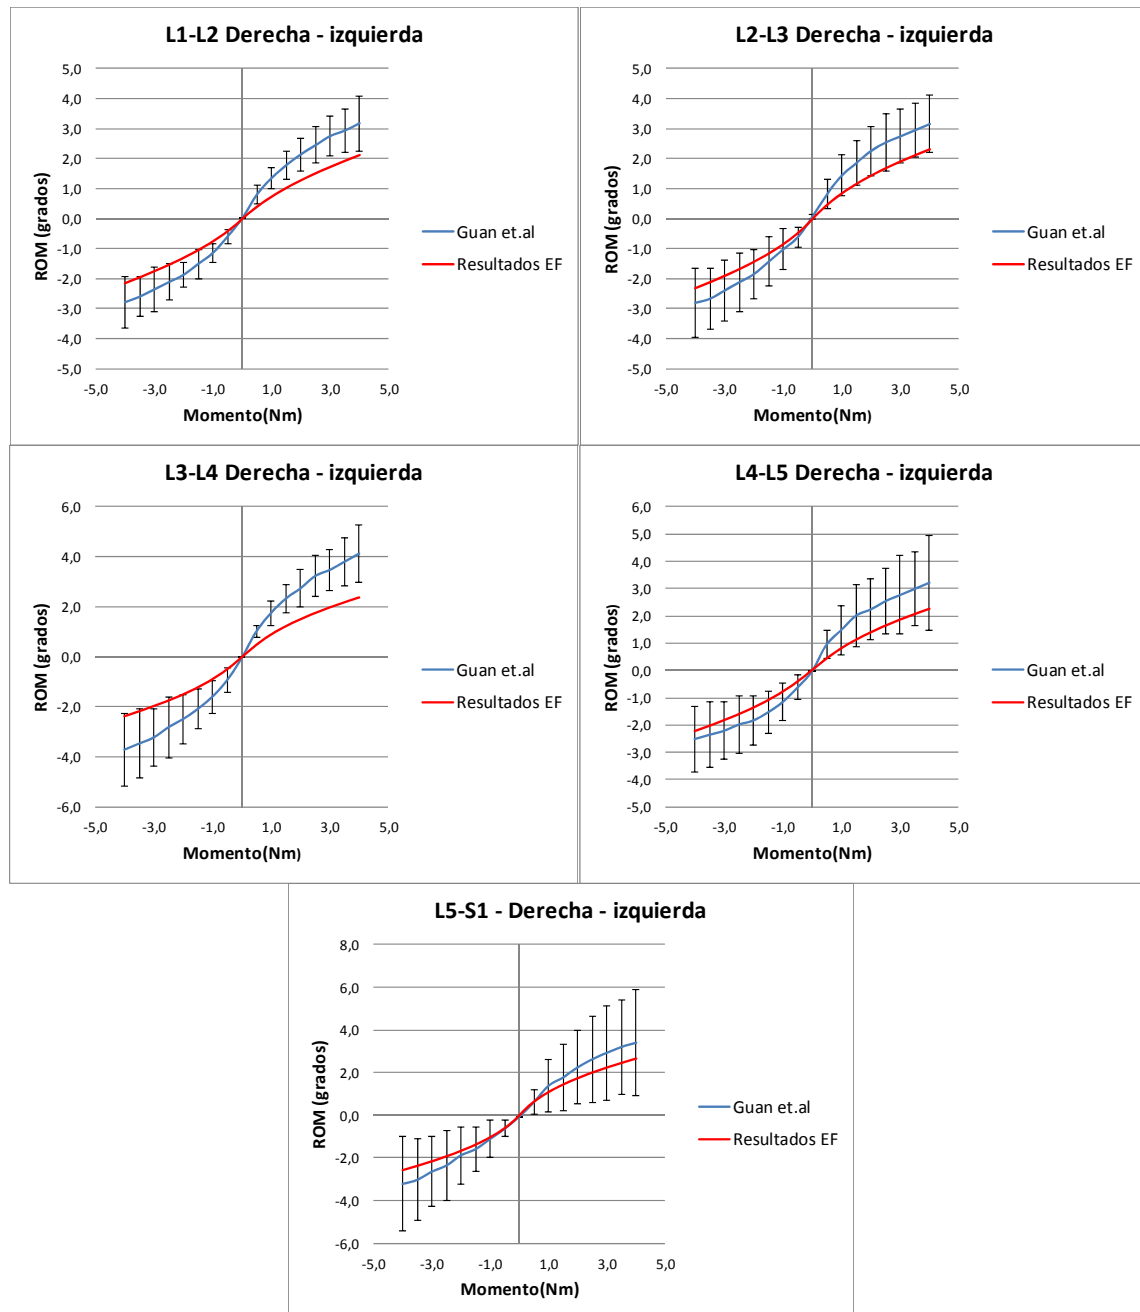 L1-L2 Derecha - izquierda
5,0
4,0
3,0
2,0
1,0
0,0
-1,0
-2,0
-3,0
-4,0
-5,0
-5,0 -3,0 -1,0 1,0 3,0 5,0
ROM (grados)
Momento(Nm)
Guan et.al
Resultados EF
L2-L3 Derecha - izquierda
5,0
4,0
3,0
2,0
1,0
0,0
-1,0
-2,0
-3,0
-4,0
-5,0
-5,0 -3,0 -1,0 1,0 3,0 5,0
ROM (grados)
Momento(Nm)
Guan et.al
Resultados EF
L3-L4 Derecha - izquierda
6,0
4,0
2,0
0,0
-2,0
-4,0
-6,0
-5,0 -3,0 -1,0 1,0 3,0 5,0
ROM (grados)
Momento(Nm)
Guan et.al
Resultados EF
L4-L5 Derecha - izquierda
6,0
5,0
4,0
3,0
2,0
1,0
0,0
-1,0
-2,0
-3,0
-4,0
-5,0
-5,0 -3,0 -1,0 1,0 3,0 5,0
ROM (grados)
Momento(Nm)
Guan et.al
Resultados EF
L5-S1 - Derecha - izquierda
8,0
6,0
4,0
2,0
0,0
-2,0
-4,0
-6,0
-5,0 -3,0 -1,0 1,0 3,0 5,0
ROM (grados)
Momento(Nm)
Guan et.al
Resultados EF